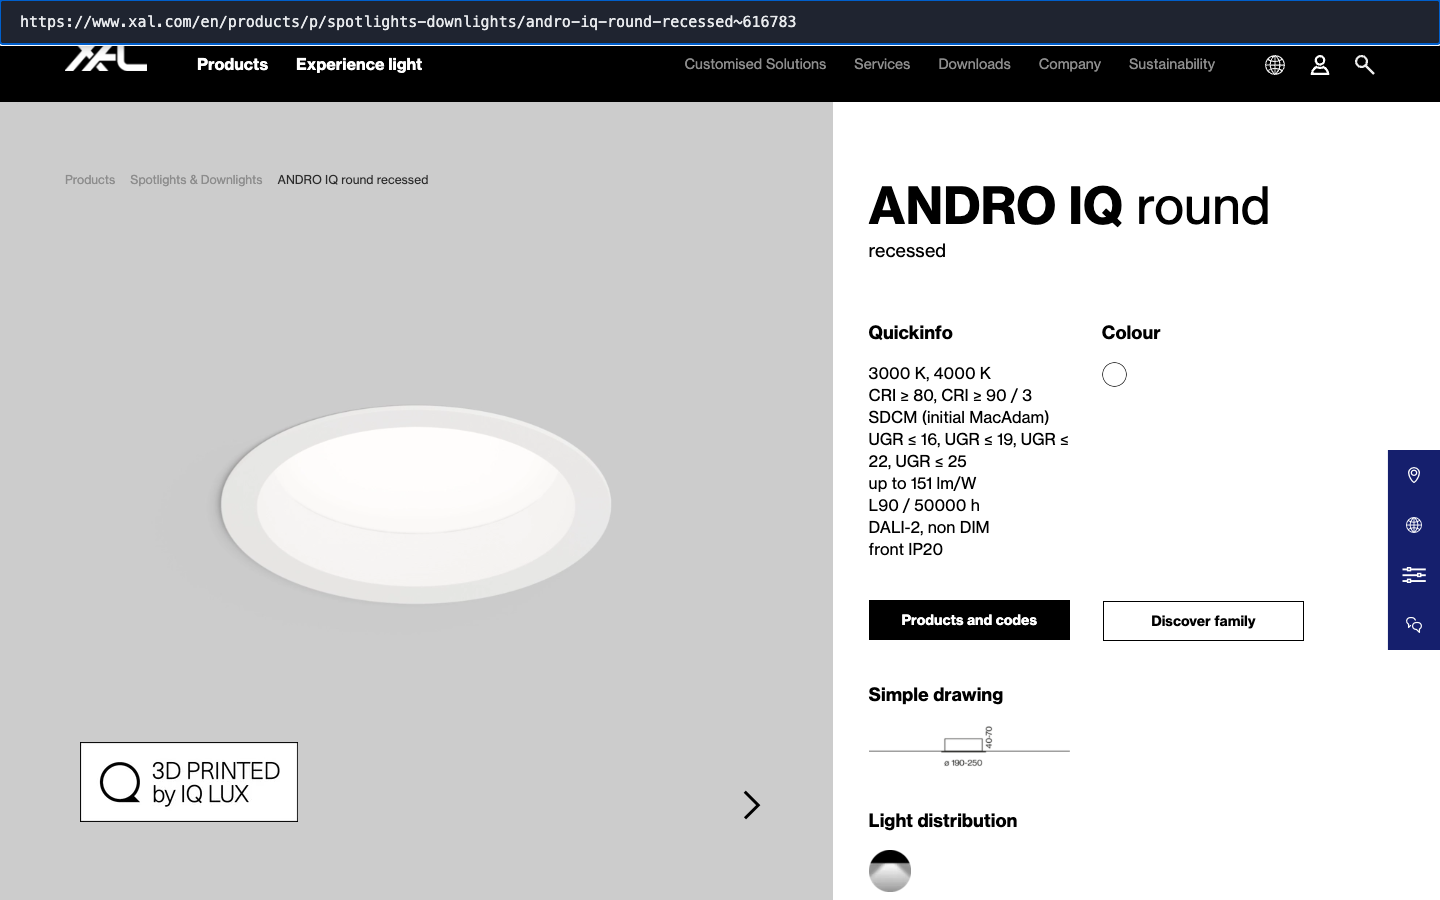 https://www.xal.com/en/products/p/spotlights-downlights/andro-iq-round-recessed~616783
XAL
Products
Experience light
Customised Solutions
Services
Downloads
Company
Sustainability
Products
Spotlights & Downlights
ANDRO IQ round recessed
ANDRO IQ round
recessed
Quickinfo
3000 K, 4000 K
CRI ≥ 80, CRI ≥ 90 / 3
SDCM (initial MacAdam)
UGR ≤ 16, UGR ≤ 19, UGR ≤
22, UGR ≤ 25
up to 151 lm/W
L90 / 50000 h
DALI-2, non DIM
front IP20
Colour
Products and codes
Discover family
Simple drawing
40-70
ø 190-250
Light distribution
3D PRINTED
by IQ LUX